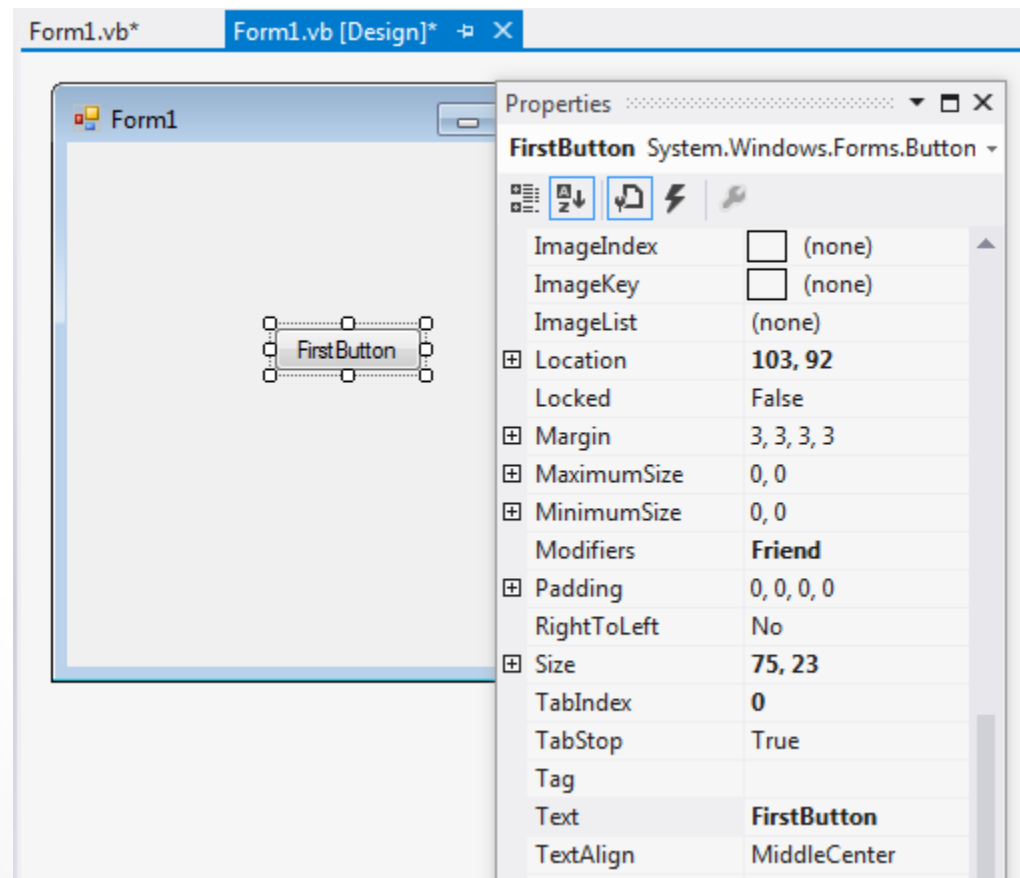 Form1.vb* Form1.vb [Design]*
Form1
FirstButton
Properties
FirstButton System.Windows.Forms.Button
ImageIndex (none)
ImageKey (none)
ImageList (none)
Location 103, 92
Locked False
Margin 3, 3, 3, 3
MaximumSize 0, 0
MinimumSize 0, 0
Modifiers Friend
Padding 0, 0, 0, 0
RightToLeft No
Size 75, 23
TabIndex 0
TabStop True
Tag
Text FirstButton
TextAlign MiddleCenter